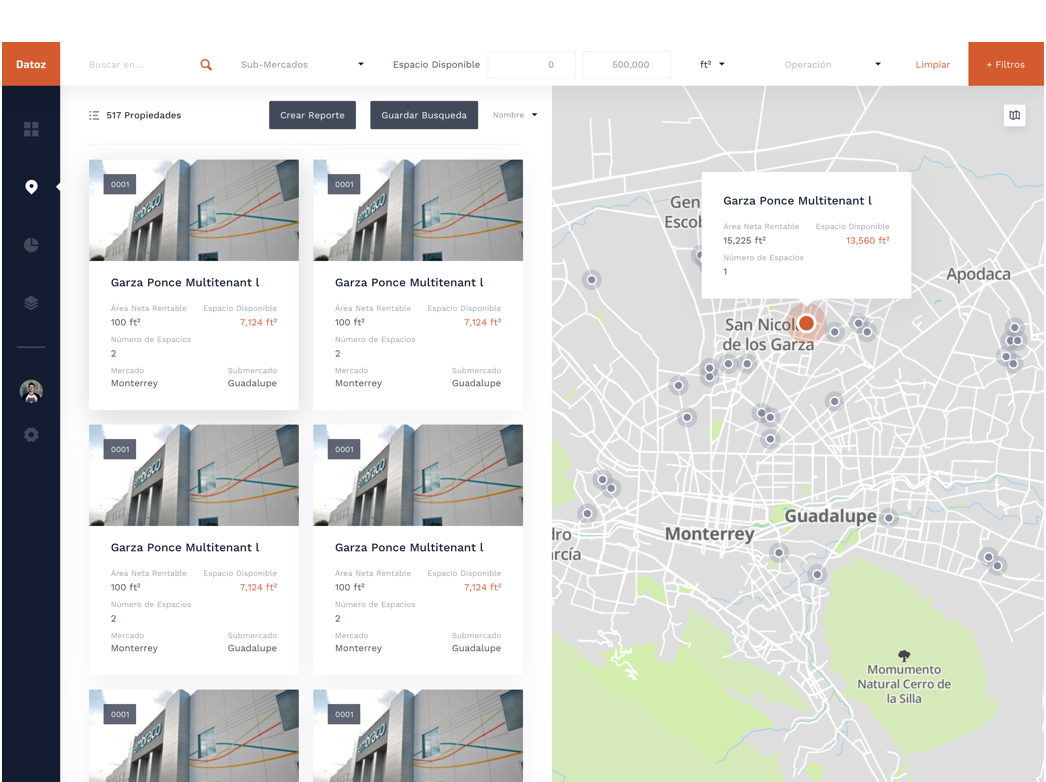 Datoz
Buscar en...
Sub-Mercados
Espacio Disponible
0
500,000
ft²
Operación
Limpiar
+ Filtros
517 Propiedades
Crear Reporte
Guardar Busqueda
Nombre
0001
embraco
Garza Ponce Multitenant l
Área Neta Rentable Espacio Disponible
100 ft² 7,124 ft²
Número de Espacios
2
Mercado Submercado
Monterrey Guadalupe
0001
embraco
Garza Ponce Multitenant l
Área Neta Rentable Espacio Disponible
100 ft² 7,124 ft²
Número de Espacios
2
Mercado Submercado
Monterrey Guadalupe
0001
embraco
Garza Ponce Multitenant l
Área Neta Rentable Espacio Disponible
100 ft² 7,124 ft²
Número de Espacios
2
Mercado Submercado
Monterrey Guadalupe
0001
embraco
Garza Ponce Multitenant l
Área Neta Rentable Espacio Disponible
100 ft² 7,124 ft²
Número de Espacios
2
Mercado Submercado
Monterrey Guadalupe
0001
embraco
0001
embraco
Gen
Escob
Garza Ponce Multitenant l
Área Neta Rentable Espacio Disponible
15,225 ft² 13,560 ft²
Número de Espacios
1
Apodaca
San Nicol
de los Garza
Guadalupe
Monterrey
dro
arcía
Momumento
Natural Cerro de
la Silla